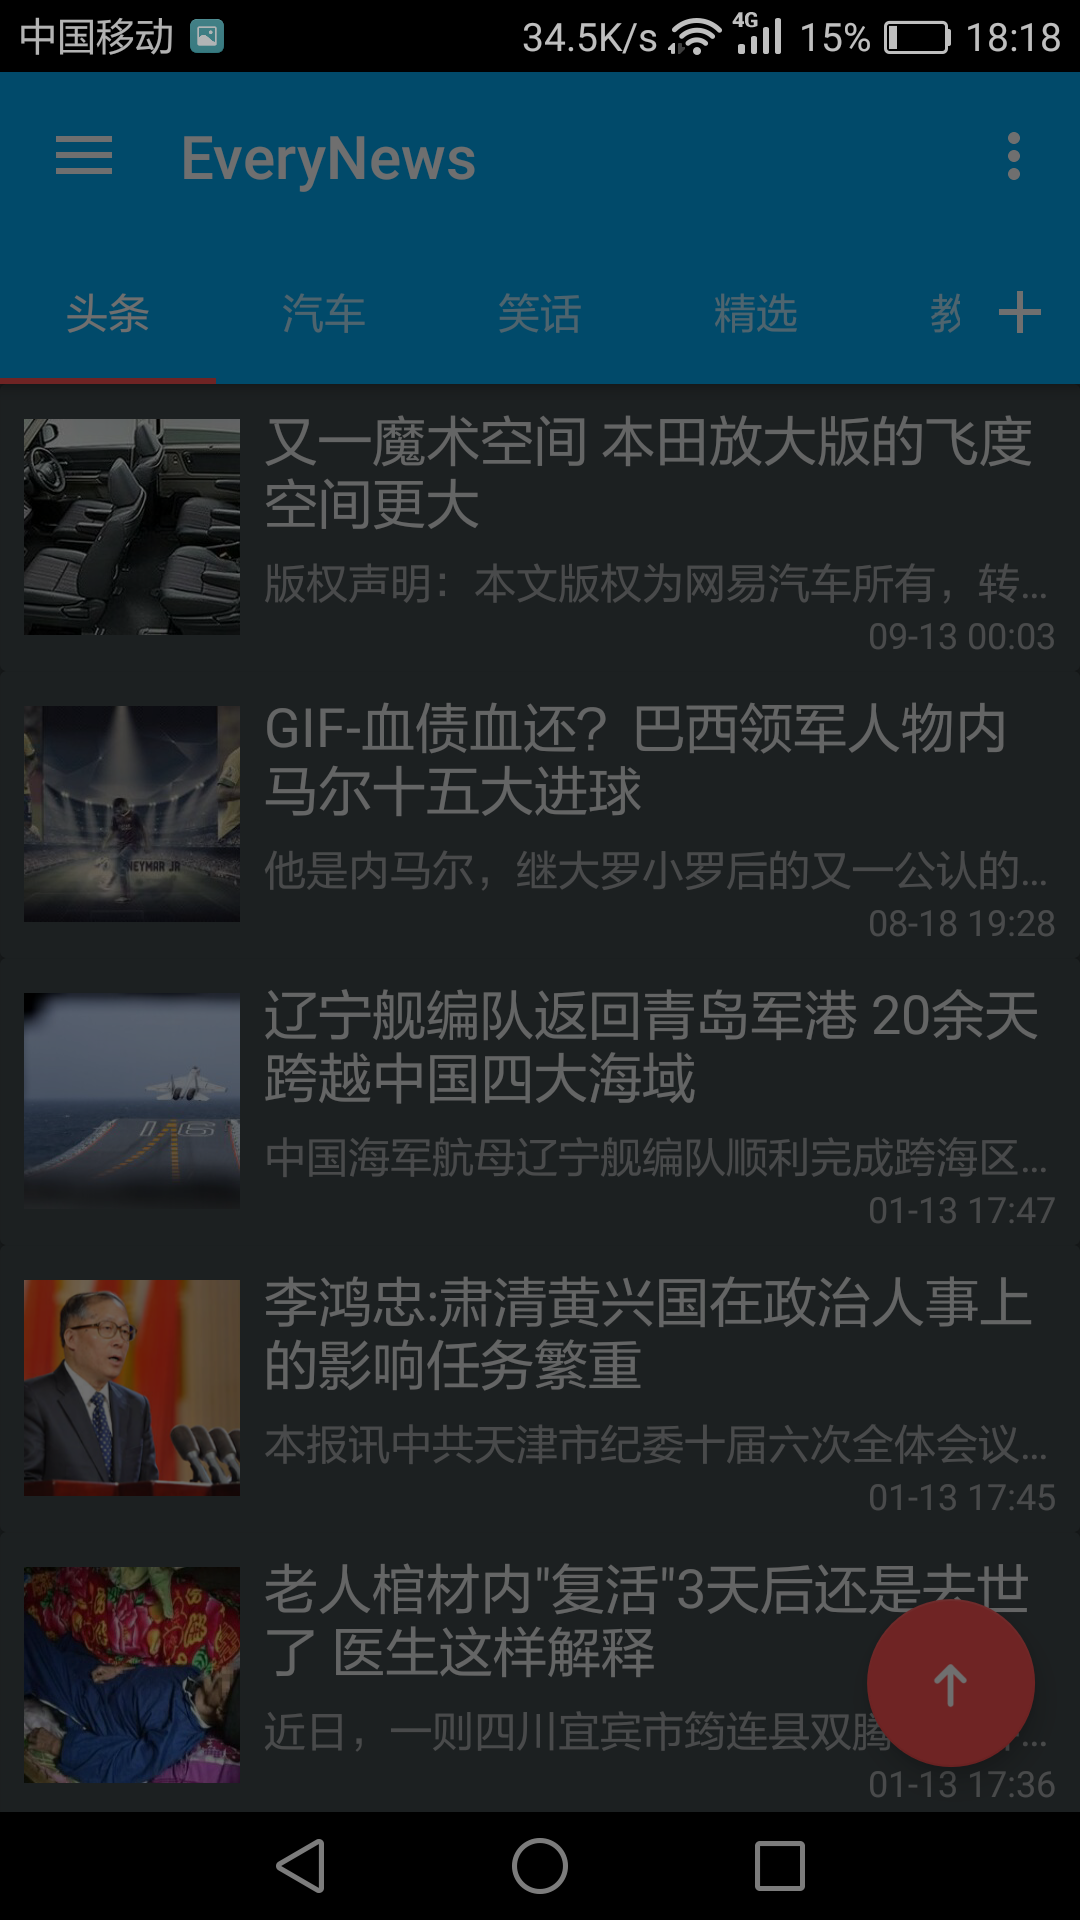 中国移动 34.5K/s 4G 15% 18:18
EveryNews
头条 汽车 笑话 精选
又一魔术空间 本田放大版的飞度
空间更大
版权声明：本文版权为网易汽车所有，转...
09-13 00:03
GIF-血债血还？巴西领军人物内
马尔十五大进球
NEYMAR JR
他是内马尔，继大罗小罗后的又一公认的...
08-18 19:28
辽宁舰编队返回青岛军港 20余天
跨越中国四大海域
16
中国海军航母辽宁舰编队顺利完成跨海区...
01-13 17:47
李鸿忠:肃清黄兴国在政治人事上
的影响任务繁重
本报讯中共天津市纪委十届六次全体会议...
01-13 17:45
老人棺材内"复活"3天后还是去世
了 医生这样解释
近日，一则四川宜宾市筠连县双腾...
01-13 17:36